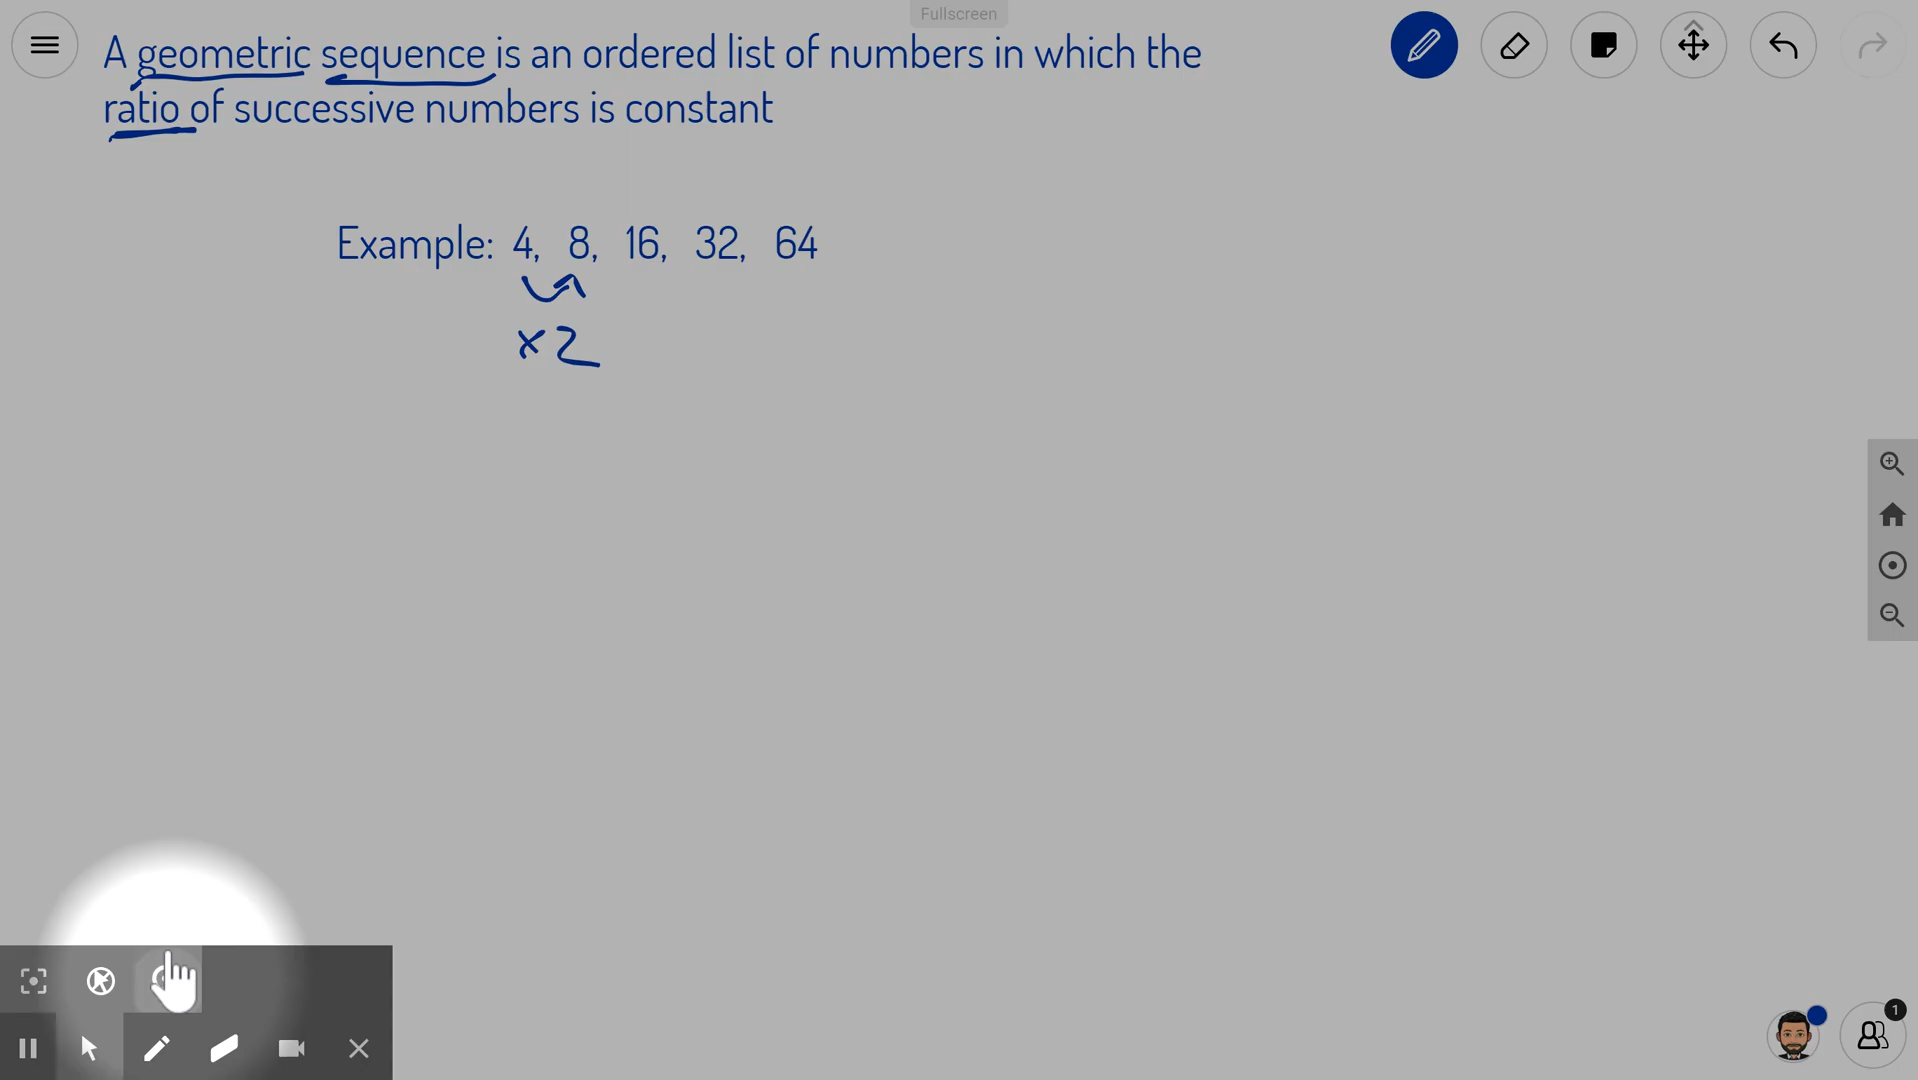 Fullscreen
A geometric sequence is an ordered list of numbers in which the
ratio of successive numbers is constant
Example: 4, 8, 16, 32, 64
×2
1